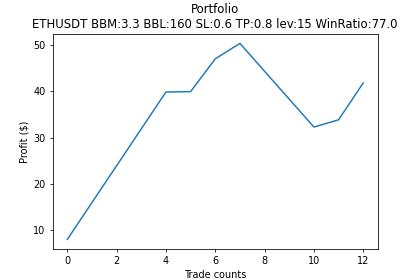 Portfolio
ETHUSDT BBM:3.3 BBL:160 SL:0.6 TP:0.8 lev:15 WinRatio:77.0
50
40
30
20
10
Profit ($)
0 2 4 6 8 10 12
Trade counts